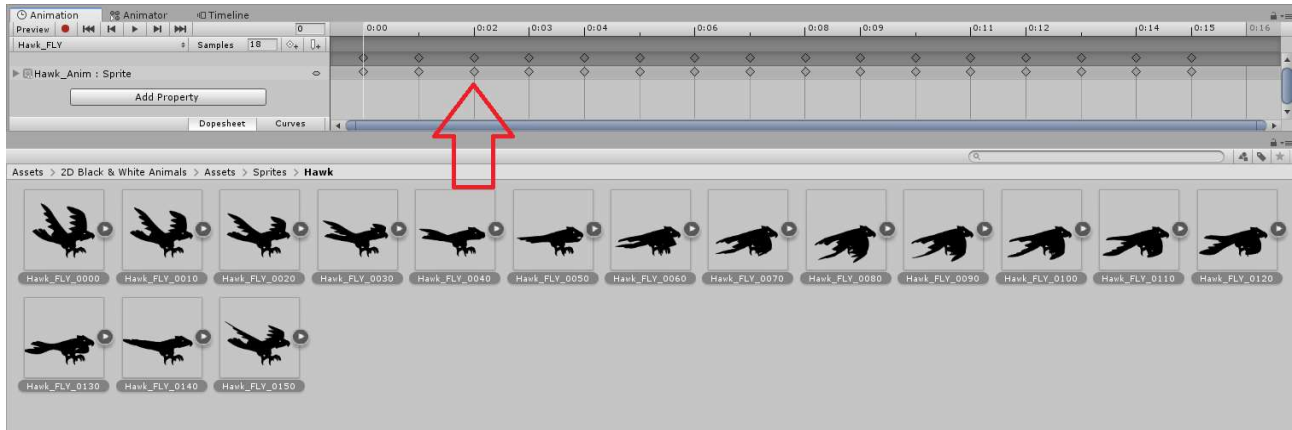 Animation Animator Timeline
Preview 0 0:00 0:02 0:03 0:04 0:06 0:08 0:09 0:11 0:12 0:14 0:15 0:16
Hawk_FLY Samples 18
Hawk_Anim : Sprite
Add Property
Dopesheet Curves
Assets > 2D Black & White Animals > Assets > Sprites > Hawk
Hawk_FLY_0000 Hawk_FLY_0010 Hawk_FLY_0020 Hawk_FLY_0030 Hawk_FLY_0040 Hawk_FLY_0050 Hawk_FLY_0060 Hawk_FLY_0070 Hawk_FLY_0080 Hawk_FLY_0090 Hawk_FLY_0100 Hawk_FLY_0110 Hawk_FLY_0120
Hawk_FLY_0130 Hawk_FLY_0140 Hawk_FLY_0150